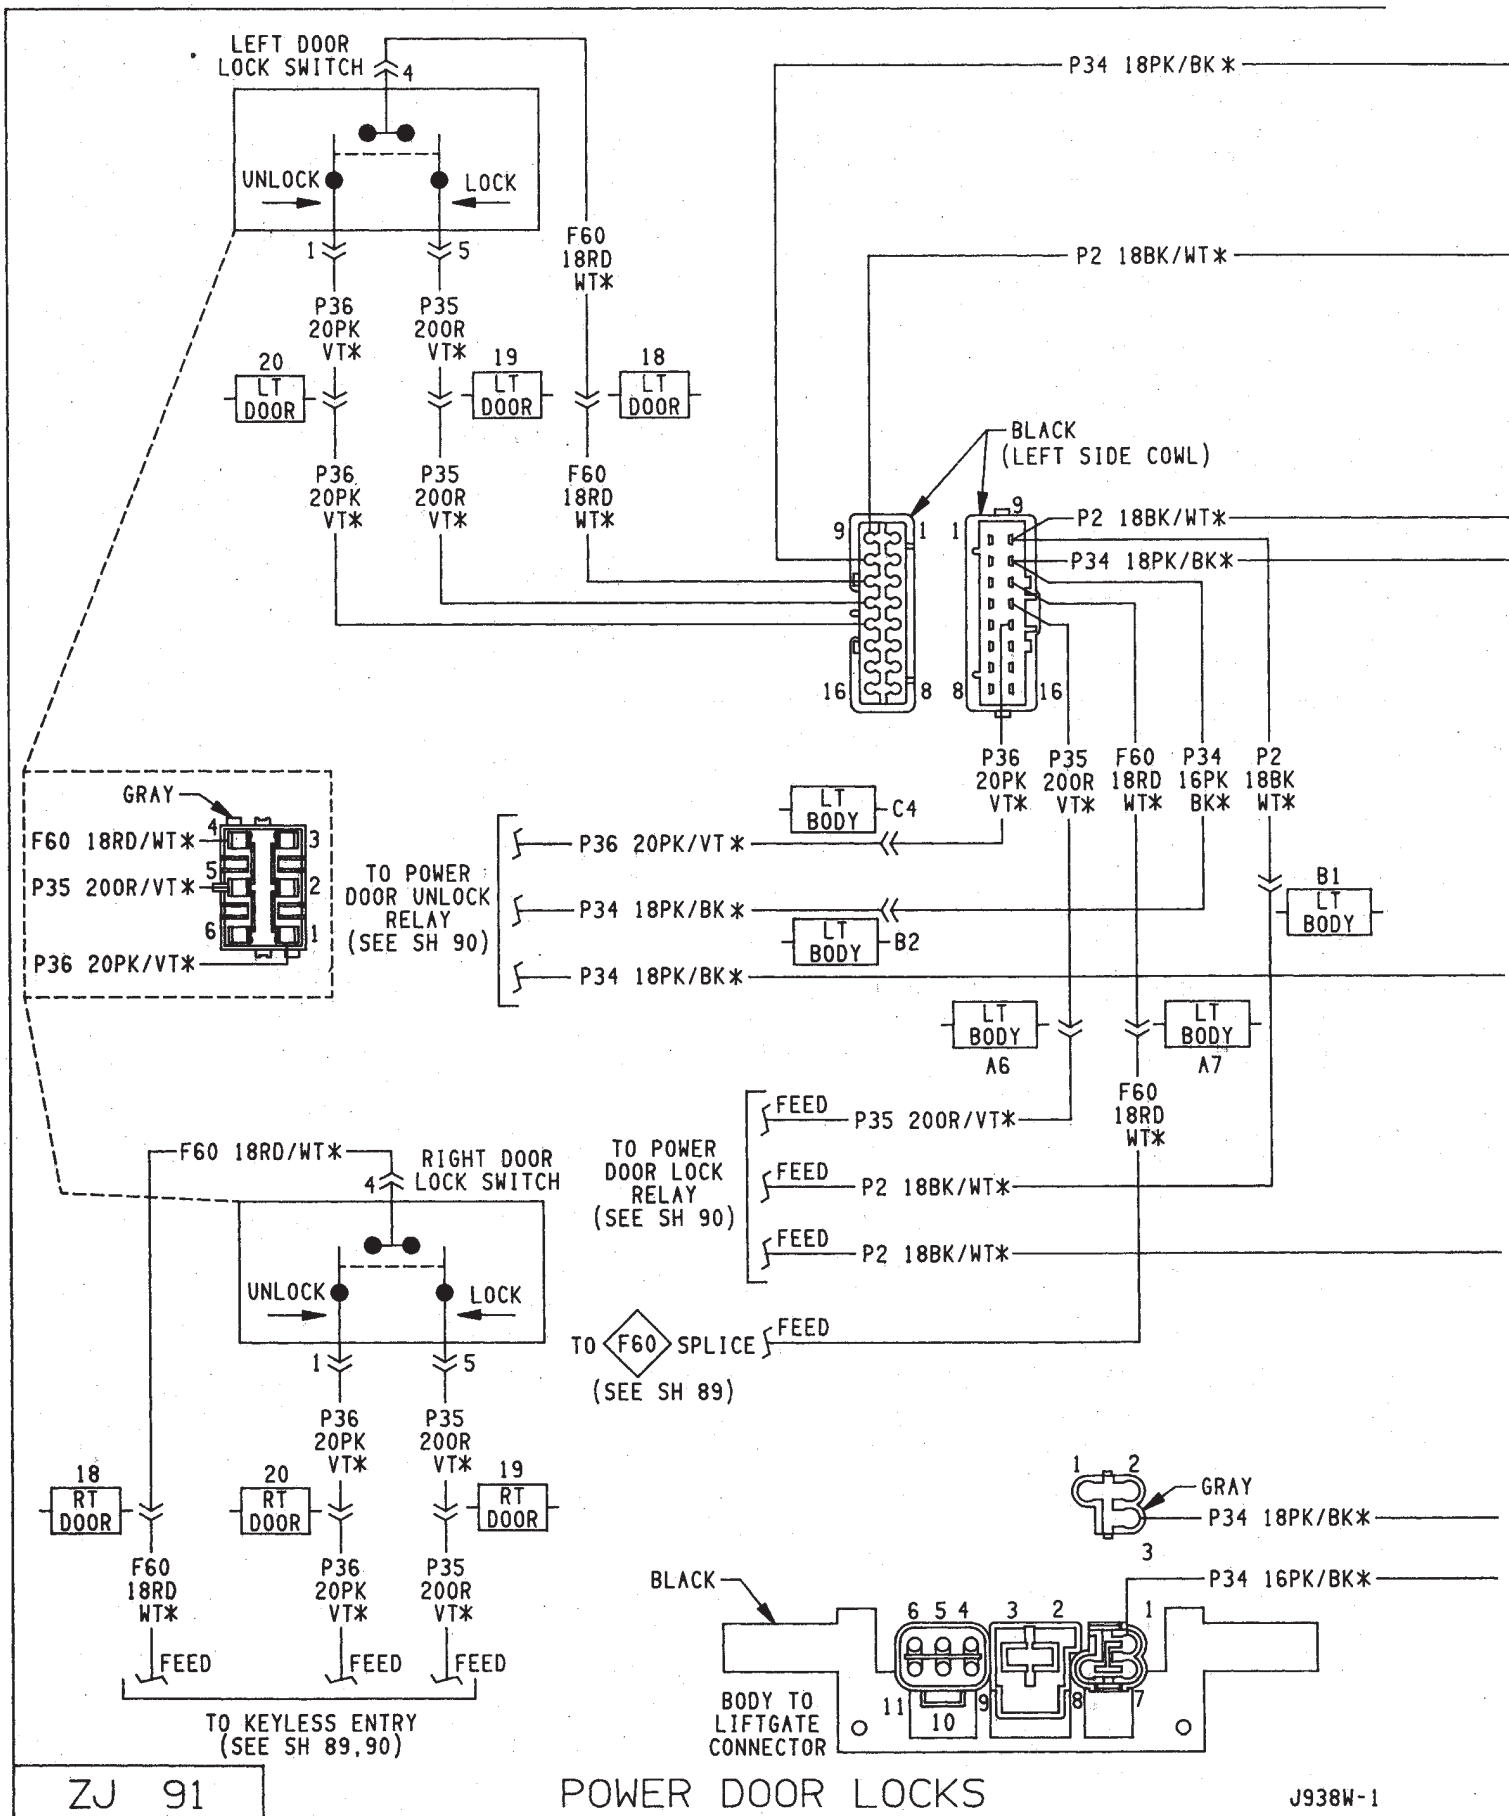 LEFT DOOR
LOCK SWITCH
4
P34 18PK/BK*
UNLOCK
LOCK
1
5
F60
18RD
WT*
P2 18BK/WT*
P36
20PK
VT*
P35
20OR
VT*
20
LT
DOOR
19
LT
DOOR
18
LT
DOOR
P36
20PK
VT*
P35
20OR
VT*
F60
18RD
WT*
BLACK
(LEFT SIDE COWL)
9
1
16
8
1
9
8
16
P2 18BK/WT*
P34 18PK/BK*
P36
20PK
VT*
P35
20OR
VT*
F60
18RD
WT*
P34
16PK
BK*
P2
18BK
WT*
GRAY
4
3
5
2
6
1
F60 18RD/WT*
P35 20OR/VT*
P36 20PK/VT*
TO POWER
DOOR UNLOCK
RELAY
(SEE SH 90)
LT
BODY
C4
P36 20PK/VT*
P34 18PK/BK*
LT
BODY
B2
P34 18PK/BK*
B1
LT
BODY
LT
BODY
A6
LT
BODY
A7
F60
18RD
WT*
TO POWER
DOOR LOCK
RELAY
(SEE SH 90)
FEED
P35 20OR/VT*
FEED
P2 18BK/WT*
FEED
P2 18BK/WT*
TO F60 SPLICE
FEED
(SEE SH 89)
F60 18RD/WT*
RIGHT DOOR
LOCK SWITCH
4
UNLOCK
LOCK
1
5
P36
20PK
VT*
P35
20OR
VT*
18
RT
DOOR
20
RT
DOOR
19
RT
DOOR
F60
18RD
WT*
P36
20PK
VT*
P35
20OR
VT*
FEED
FEED
FEED
TO KEYLESS ENTRY
(SEE SH 89,90)
1
2
GRAY
P34 18PK/BK*
3
P34 16PK/BK*
BLACK
6 5 4
3 2
1
11
10
9
8
7
BODY TO
LIFTGATE
CONNECTOR
ZJ 91
POWER DOOR LOCKS
J938W-1